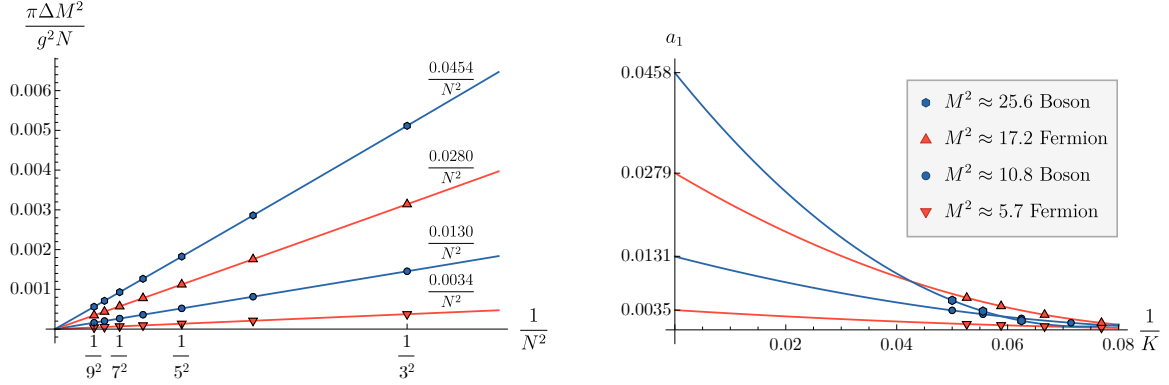 πΔM²
g²N
0.006
0.005
0.004
0.003
0.002
0.001
0.0454
N²
0.0280
N²
0.0130
N²
0.0034
N²
1
N²
1 1 1 1
9² 7² 5² 3²
a₁
0.0458
0.0279
0.0131
0.0035
M² ≈ 25.6 Boson
M² ≈ 17.2 Fermion
M² ≈ 10.8 Boson
M² ≈ 5.7 Fermion
1
K
0.02 0.04 0.06 0.08